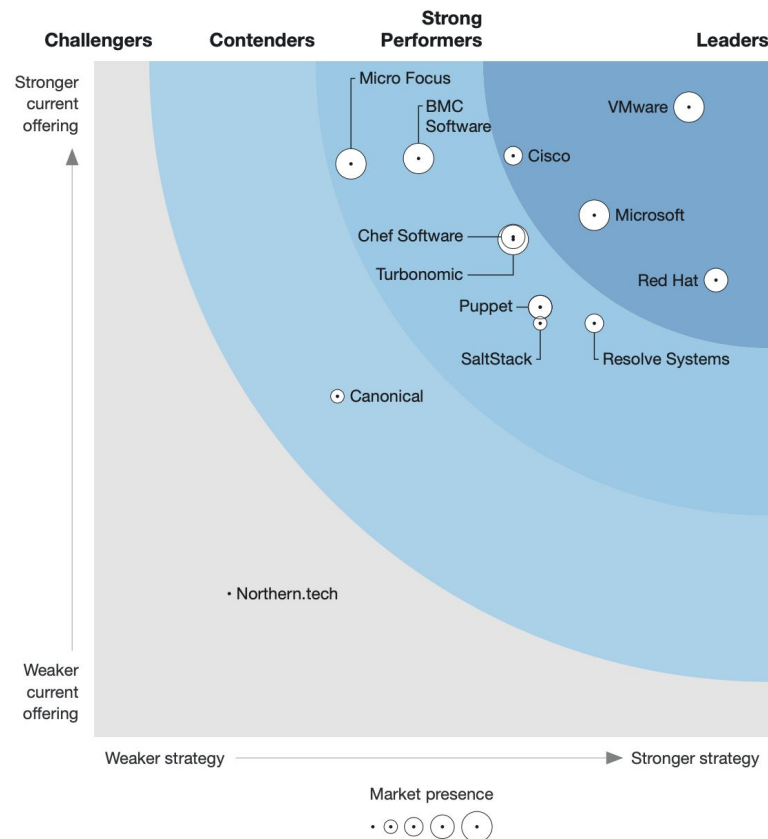 Challengers
Contenders
Strong
Performers
Leaders
Stronger
current
offering
Micro Focus
BMC
Software
VMware
Cisco
Microsoft
Chef Software
Turbonomic
Red Hat
Puppet
SaltStack
Resolve Systems
Canonical
Northern.tech
Weaker
current
offering
Weaker strategy
Stronger strategy
Market presence